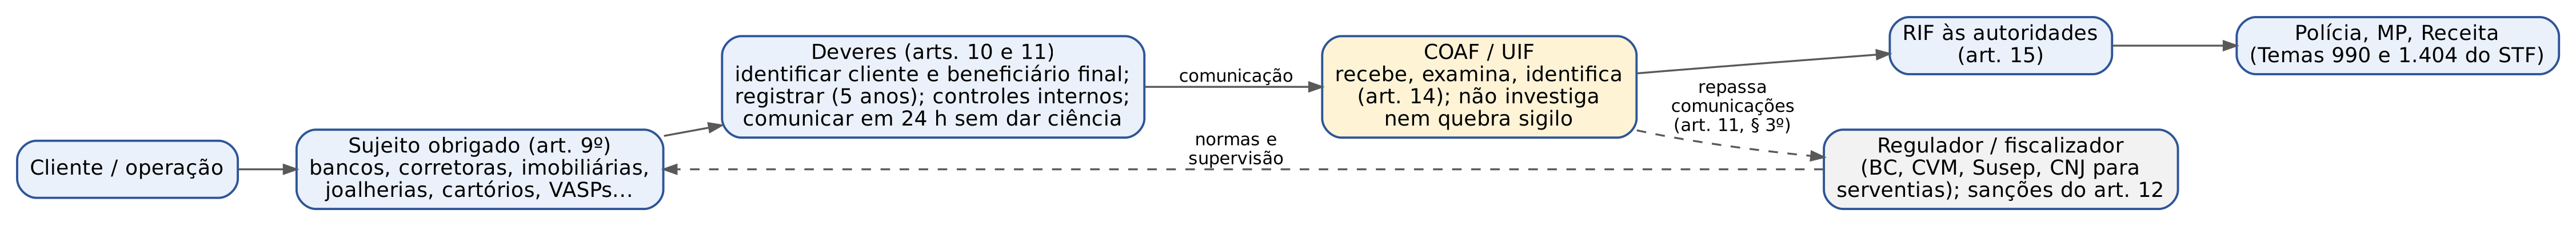 Cliente / operação
Sujeito obrigado (art. 9º)
bancos, corretoras, imobiliárias,
joalherias, cartórios, VASPs...
Deveres (arts. 10 e 11)
identificar cliente e beneficiário final;
registrar (5 anos); controles internos;
comunicar em 24 h sem dar ciência
comunicação
normas e
supervisão
COAF / UIF
recebe, examina, identifica
(art. 14); não investiga
nem quebra sigilo
repassa
comunicações
(art. 11, § 3º)
RIF às autoridades
(art. 15)
Regulador / fiscalizador
(BC, CVM, Susep, CNJ para
serventias); sanções do art. 12
Polícia, MP, Receita
(Temas 990 e 1.404 do STF)